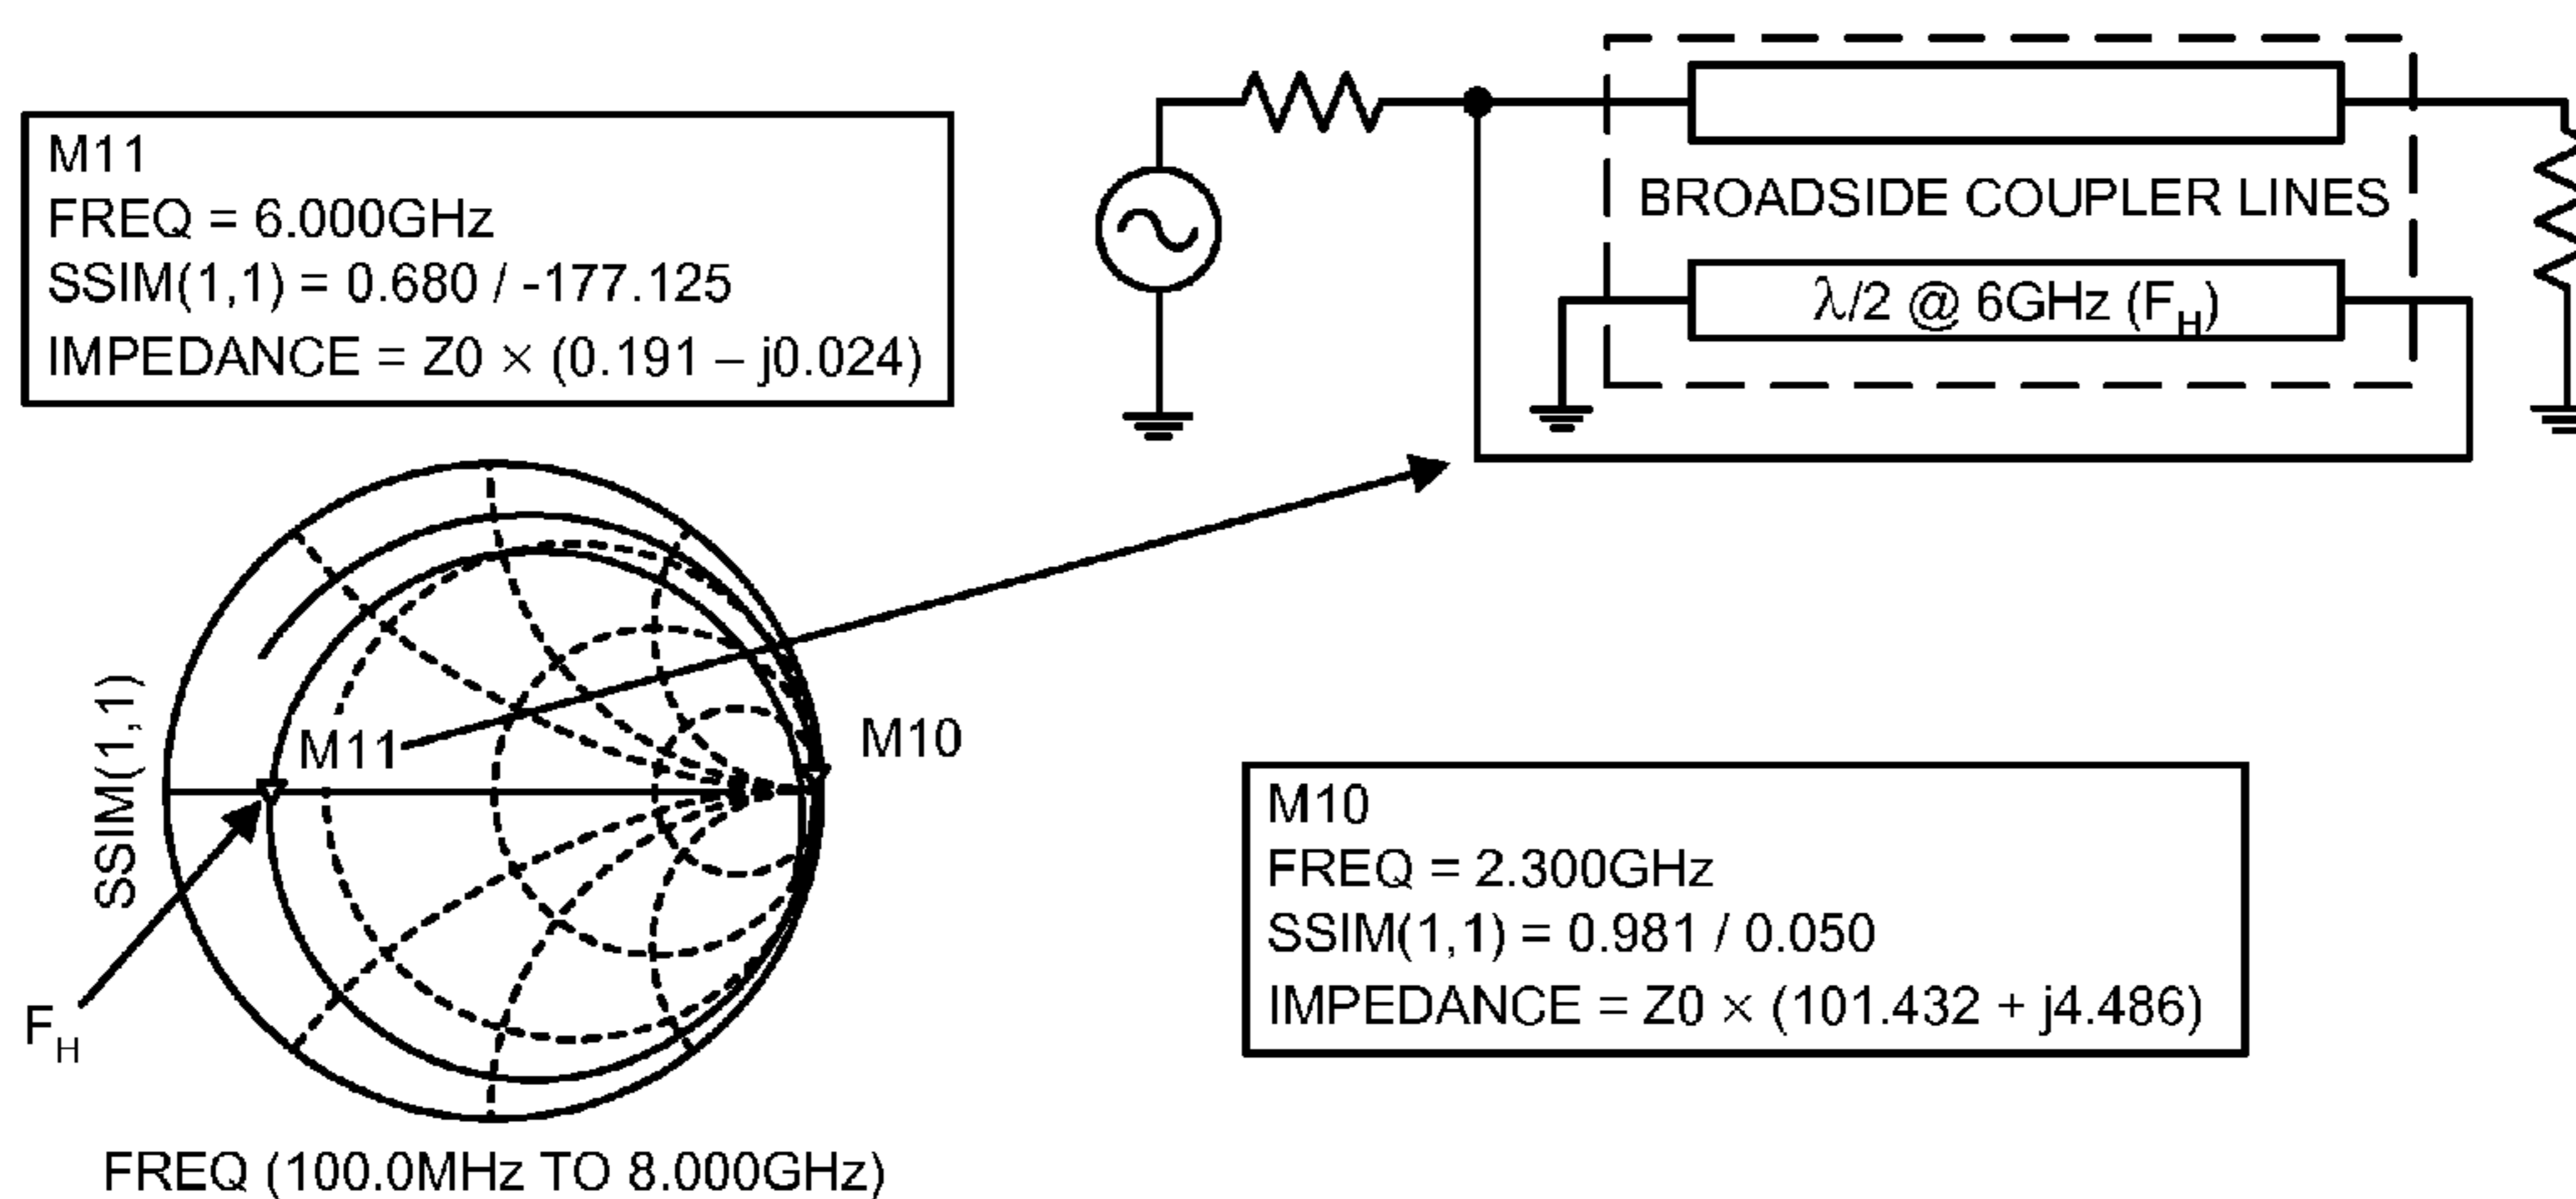 M11
FREQ = 6.000GHz
SSIM(1,1) = 0.680 / -177.125
IMPEDANCE = Z0 × (0.191 – j0.024)
BROADSIDE COUPLER LINES
λ/2 @ 6GHz (FH)
SSIM(1,1)
M11
M10
FH
FREQ (100.0MHz TO 8.000GHz)
M10
FREQ = 2.300GHz
SSIM(1,1) = 0.981 / 0.050
IMPEDANCE = Z0 × (101.432 + j4.486)